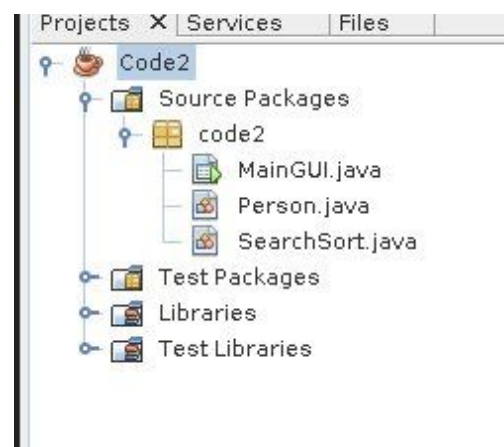 Projects X Services Files
Code2
Source Packages
code2
MainGUI.java
Person.java
SearchSort.java
Test Packages
Libraries
Test Libraries